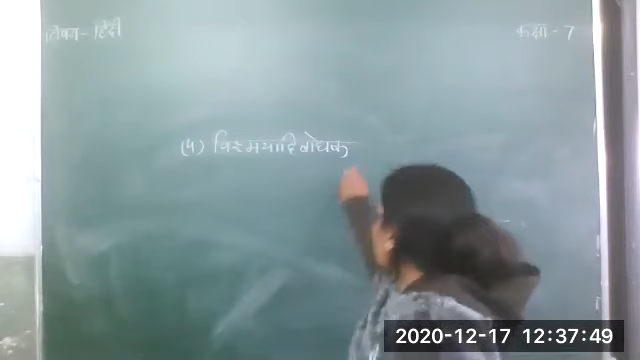 विषय - हिंदी
कक्षा - 7
(५) विस्मयादिबोधक
2020-12-17 12:37:49